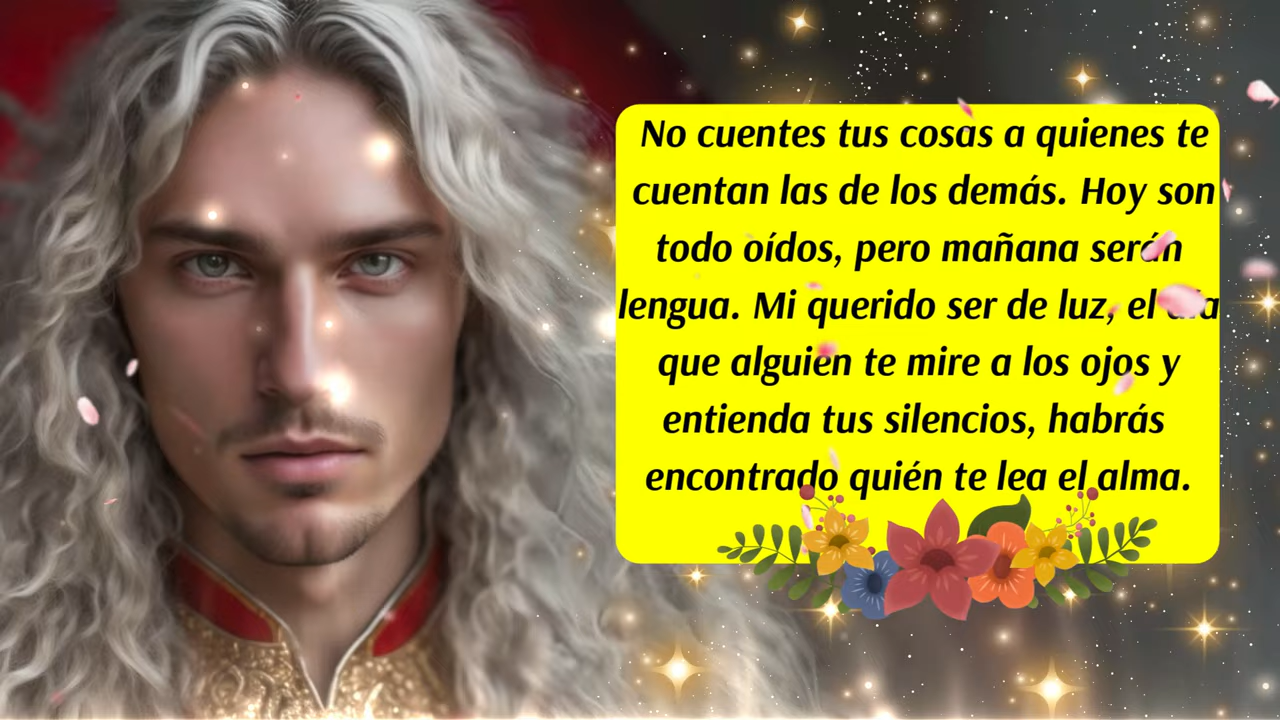 No cuentes tus cosas a quienes te
cuentan las de los demás. Hoy son
todo oídos, pero mañana serán
lengua. Mi querido ser de luz, el día
que alguien te mire a los ojos y
entienda tus silencios, habrás
encontrado quién te lea el alma.